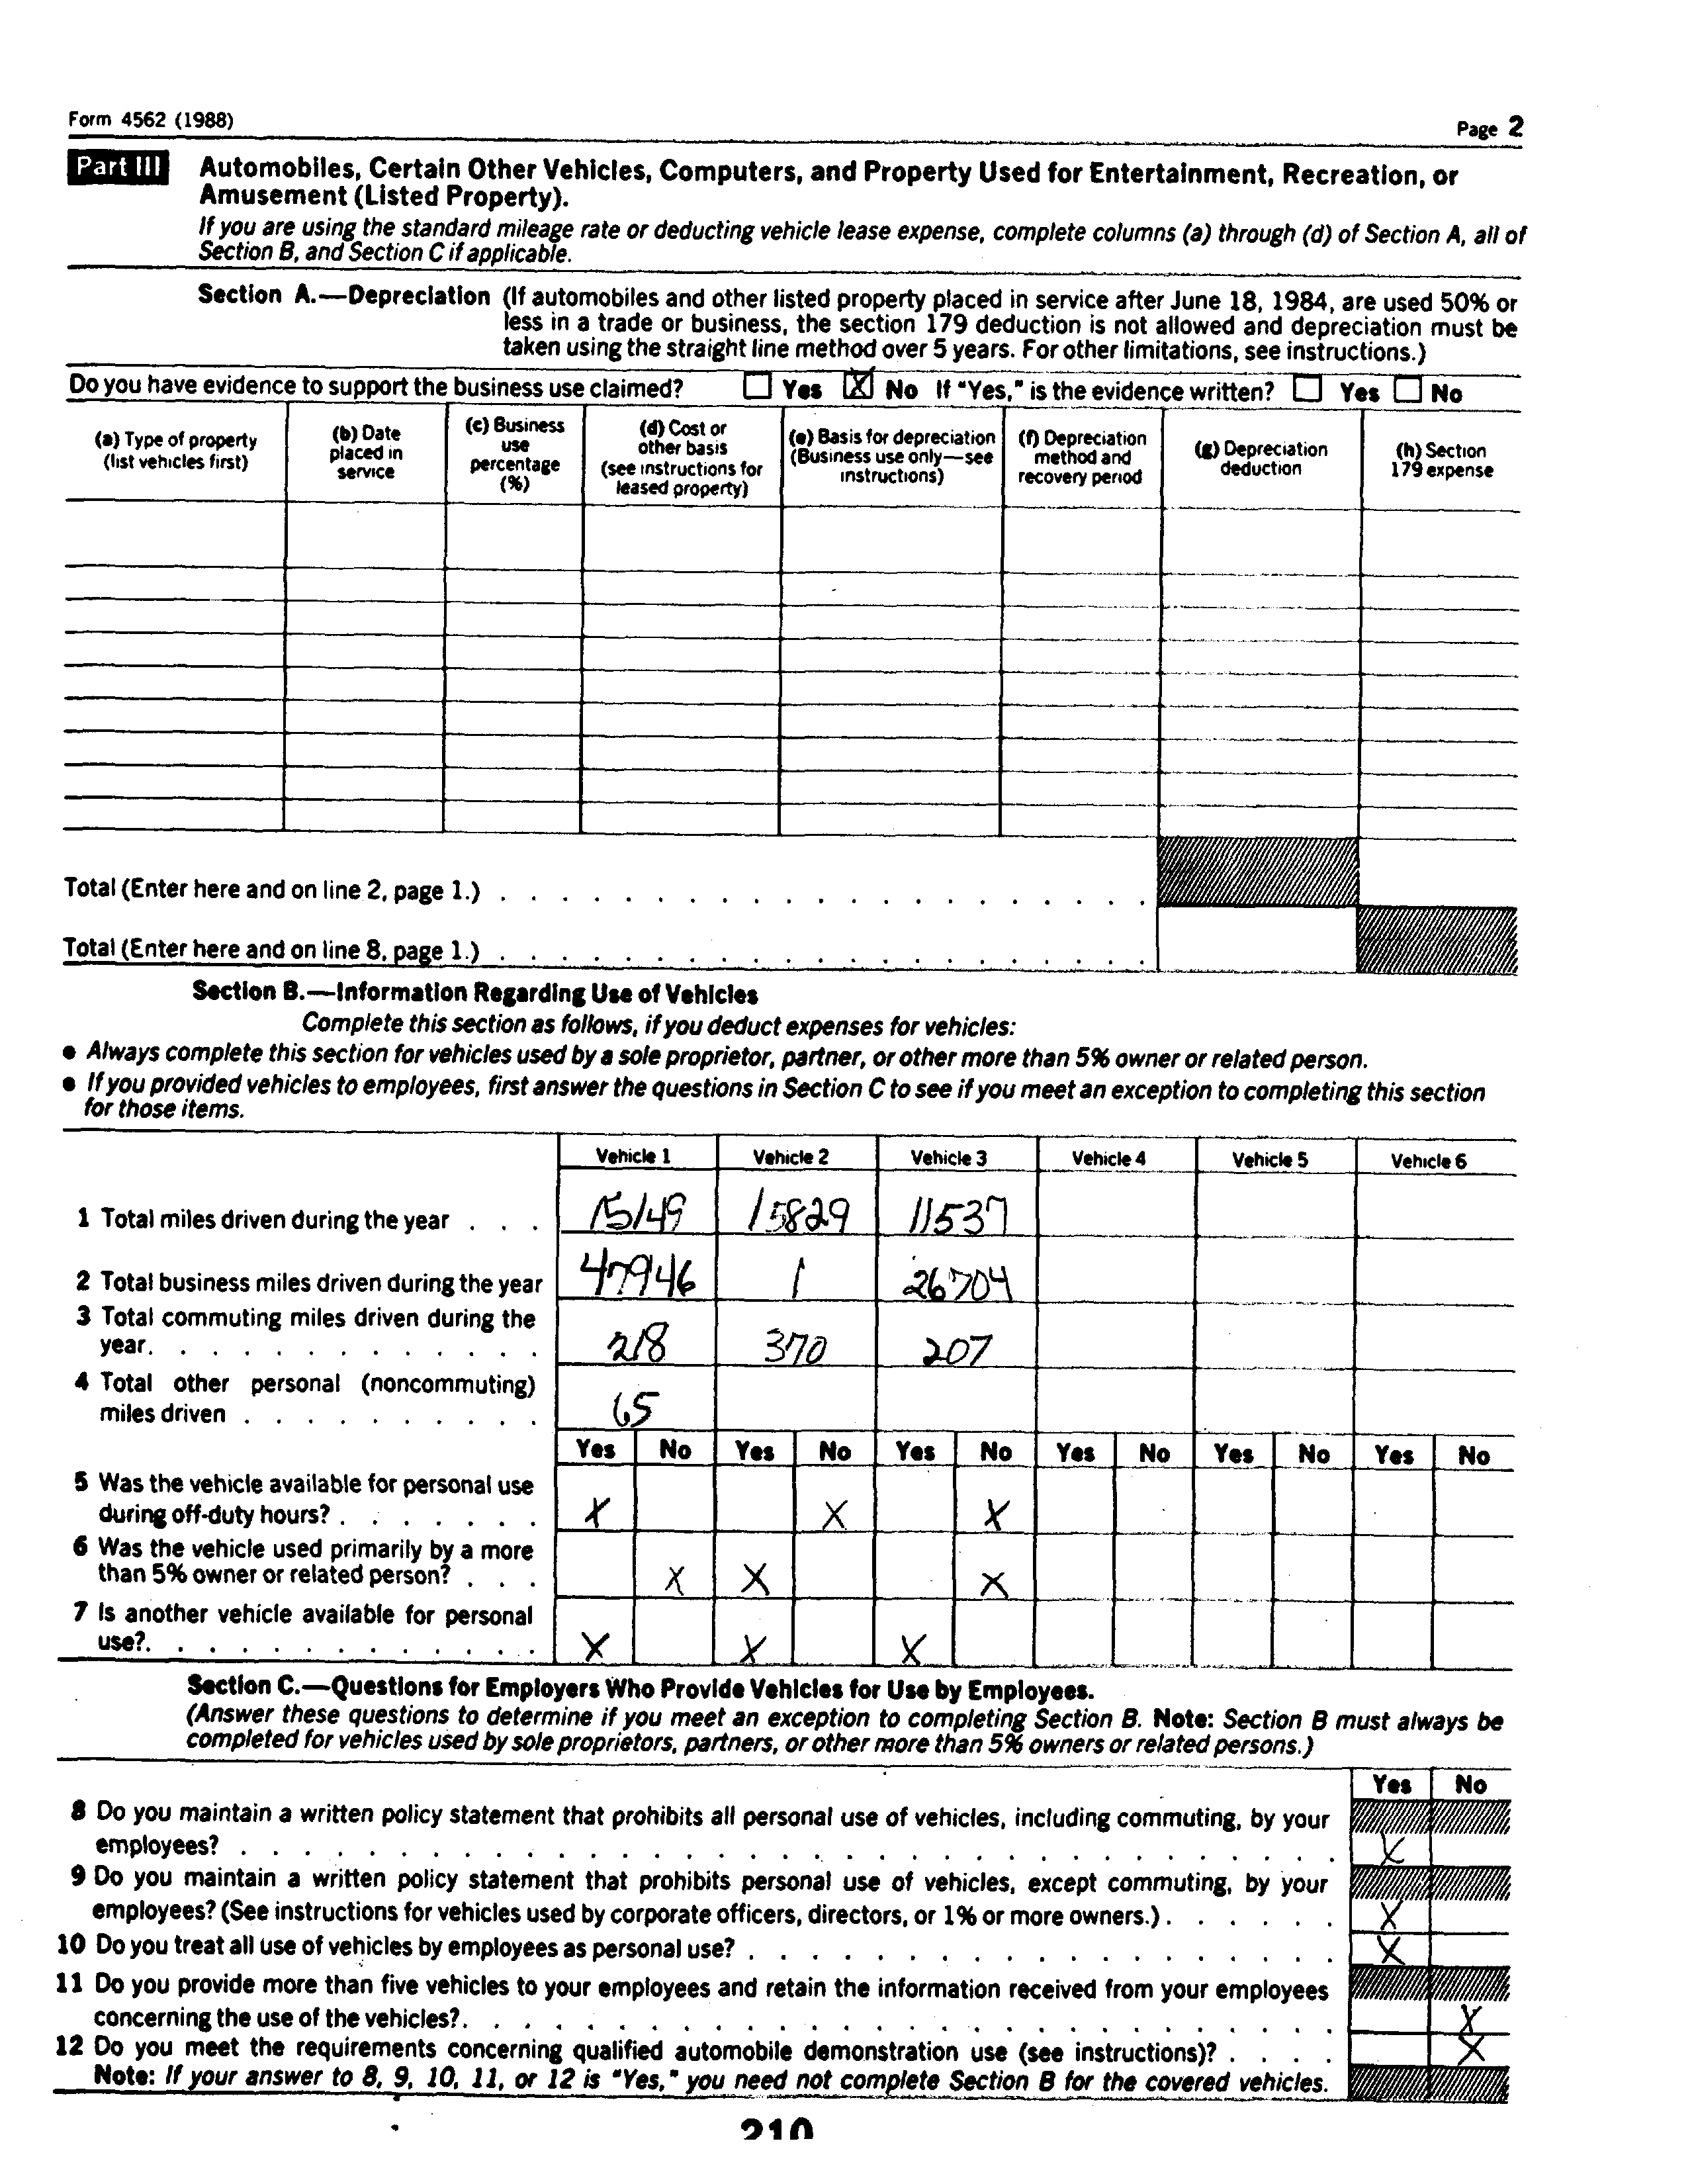 Form 4562 (1988)
Page 2
Part III Automobiles, Certain Other Vehicles, Computers, and Property Used for Entertainment, Recreation, or
Amusement (Listed Property).
If you are using the standard mileage rate or deducting vehicle lease expense, complete columns (a) through (d) of Section A, all of
Section B, and Section C if applicable.
Section A.—Depreciation (If automobiles and other listed property placed in service after June 18, 1984, are used 50% or
less in a trade or business, the section 179 deduction is not allowed and depreciation must be
taken using the straight line method over 5 years. For other limitations, see instructions.)
Do you have evidence to support the business use claimed? ☐ Yes ☒ No If "Yes," is the evidence written? ☐ Yes ☐ No
(a) Type of property
(list vehicles first)
(b) Date
placed in
service
(c) Business
use
percentage
(%)
(d) Cost or
other basis
(see instructions for
leased property)
(e) Basis for depreciation
(Business use only—see
instructions)
(f) Depreciation
method and
recovery period
(g) Depreciation
deduction
(h) Section
179 expense
Total (Enter here and on line 2, page 1.) . . . . . . . . . . . . . . . . . . . . .
Total (Enter here and on line 8, page 1.) . . . . . . . . . . . . . . . . . . . . .
Section B.—Information Regarding Use of Vehicles
Complete this section as follows, if you deduct expenses for vehicles:
● Always complete this section for vehicles used by a sole proprietor, partner, or other more than 5% owner or related person.
● If you provided vehicles to employees, first answer the questions in Section C to see if you meet an exception to completing this section
for those items.
Vehicle 1 Vehicle 2 Vehicle 3 Vehicle 4 Vehicle 5 Vehicle 6
1 Total miles driven during the year . . . 15149 15829 11537
2 Total business miles driven during the year 47946 1 26704
3 Total commuting miles driven during the
year. . . . . . . . . . . . . 218 370 207
4 Total other personal (noncommuting)
miles driven . . . . . . . . . . 65
Yes No Yes No Yes No Yes No Yes No Yes No
5 Was the vehicle available for personal use
during off-duty hours? . . . . . . . X X X
6 Was the vehicle used primarily by a more
than 5% owner or related person? . . . X X X
7 Is another vehicle available for personal
use?. . . . . . . . . . . . . X X X
Section C.—Questions for Employers Who Provide Vehicles for Use by Employees.
(Answer these questions to determine if you meet an exception to completing Section B. Note: Section B must always be
completed for vehicles used by sole proprietors, partners, or other more than 5% owners or related persons.)
Yes No
8 Do you maintain a written policy statement that prohibits all personal use of vehicles, including commuting, by your
employees? . . . . . . . . . . . . . . . . . . . . . . . . . . . . . . . . . . . X
9 Do you maintain a written policy statement that prohibits personal use of vehicles, except commuting, by your
employees? (See instructions for vehicles used by corporate officers, directors, or 1% or more owners.) . . . . . . X
10 Do you treat all use of vehicles by employees as personal use? . . . . . . . . . . . . . . . . . . . X
11 Do you provide more than five vehicles to your employees and retain the information received from your employees
concerning the use of the vehicles?. . . . . . . . . . . . . . . . . . . . . . . . . . . . X
12 Do you meet the requirements concerning qualified automobile demonstration use (see instructions)? . . . . X
Note: If your answer to 8, 9, 10, 11, or 12 is "Yes," you need not complete Section B for the covered vehicles.
210